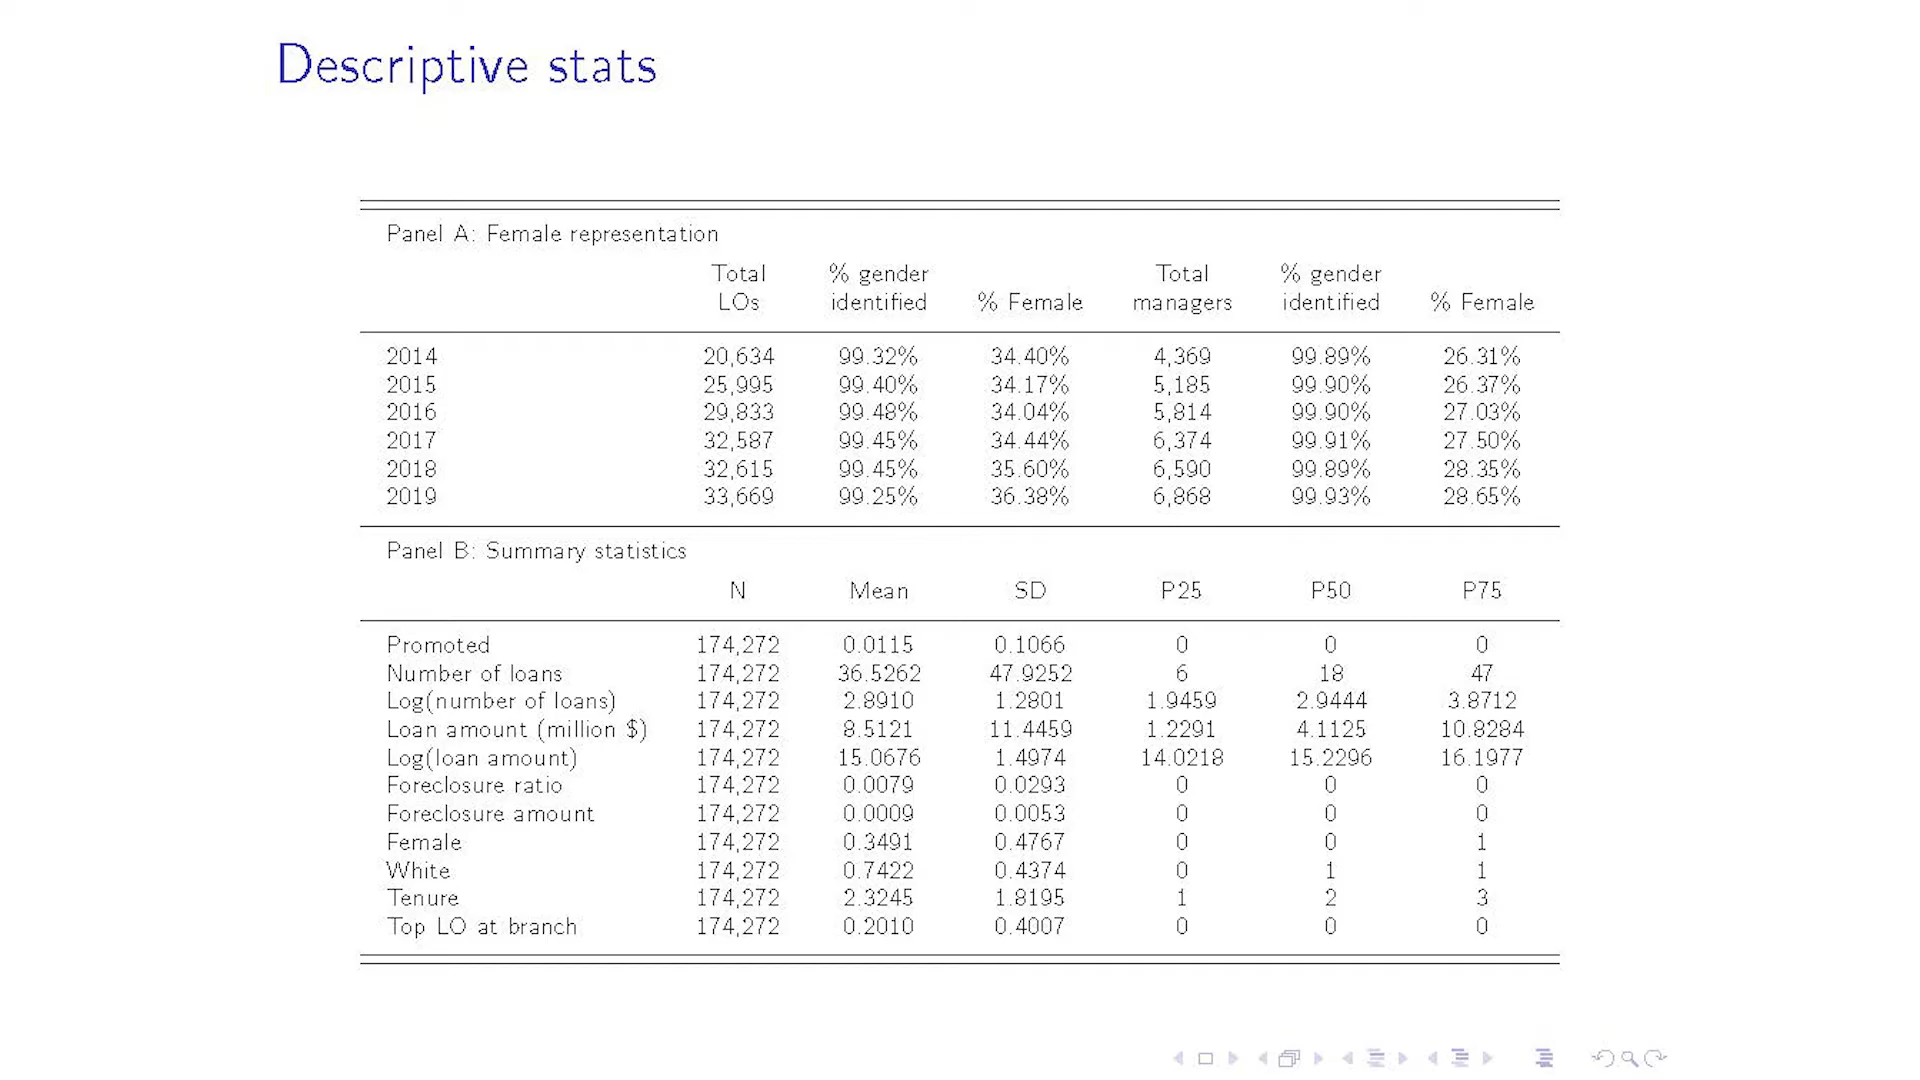 Descriptive stats
Panel A: Female representation
Total % gender Total % gender
LOs identified % Female managers identified % Female
2014 20,634 99.32% 34.40% 4,369 99.89% 26.31%
2015 25,995 99.40% 34.17% 5,185 99.90% 26.37%
2016 29,833 99.48% 34.04% 5,814 99.90% 27.03%
2017 32,587 99.45% 34.44% 6,374 99.91% 27.50%
2018 32,615 99.45% 35.60% 6,590 99.89% 28.35%
2019 33,669 99.25% 36.38% 6,868 99.93% 28.65%
Panel B: Summary statistics
N Mean SD P25 P50 P75
Promoted 174,272 0.0115 0.1066 0 0 0
Number of loans 174,272 36.5262 47.9252 6 18 47
Log(number of loans) 174,272 2.8910 1.2801 1.9459 2.9444 3.8712
Loan amount (million $) 174,272 8.5121 11.4459 1.2291 4.1125 10.8284
Log(loan amount) 174,272 15.0676 1.4974 14.0218 15.2296 16.1977
Foreclosure ratio 174,272 0.0079 0.0293 0 0 0
Foreclosure amount 174,272 0.0009 0.0053 0 0 0
Female 174,272 0.3491 0.4767 0 0 1
White 174,272 0.7422 0.4374 0 1 1
Tenure 174,272 2.3245 1.8195 1 2 3
Top LO at branch 174,272 0.2010 0.4007 0 0 0